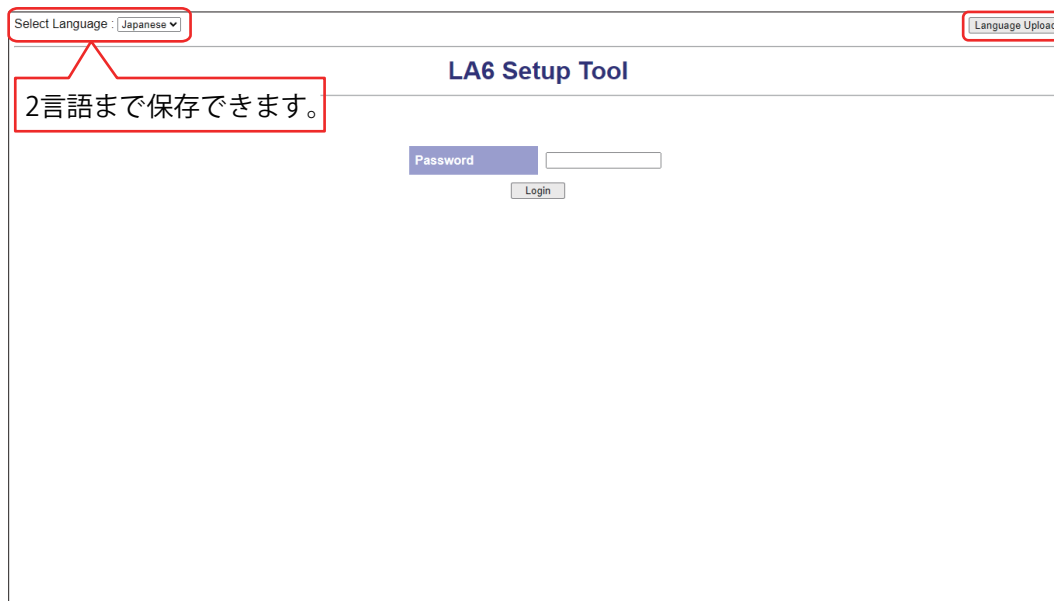 Select Language : Japanese
Language Upload
LA6 Setup Tool
2言語まで保存できます。
Password
Login